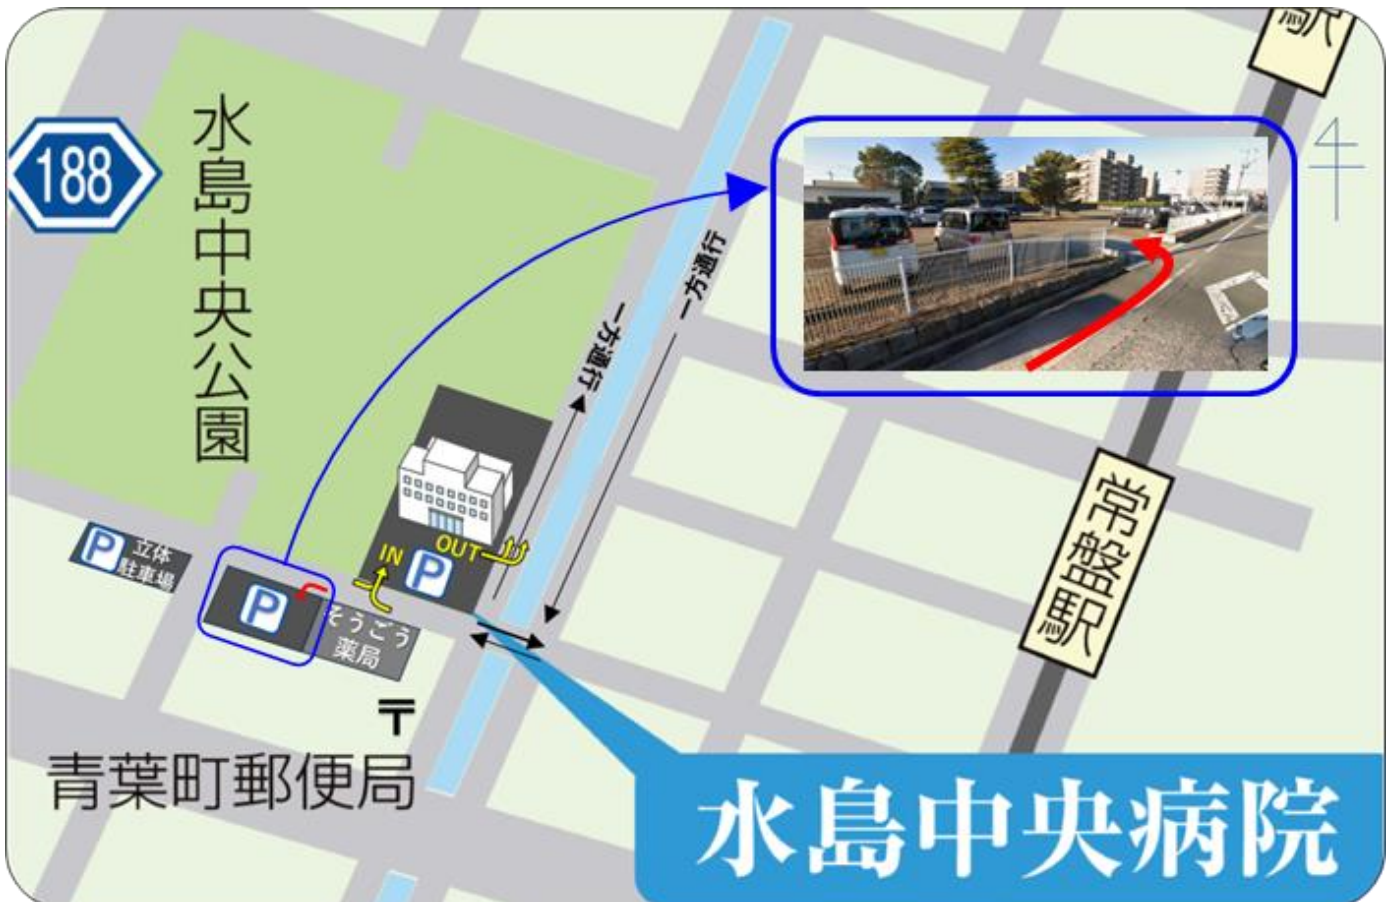 駅
188
水島中央公園
一方通行
一方通行
常盤駅
IN
OUT
P
P
立体
駐車場
P
そうごう
薬局
〒
青葉町郵便局
水島中央病院